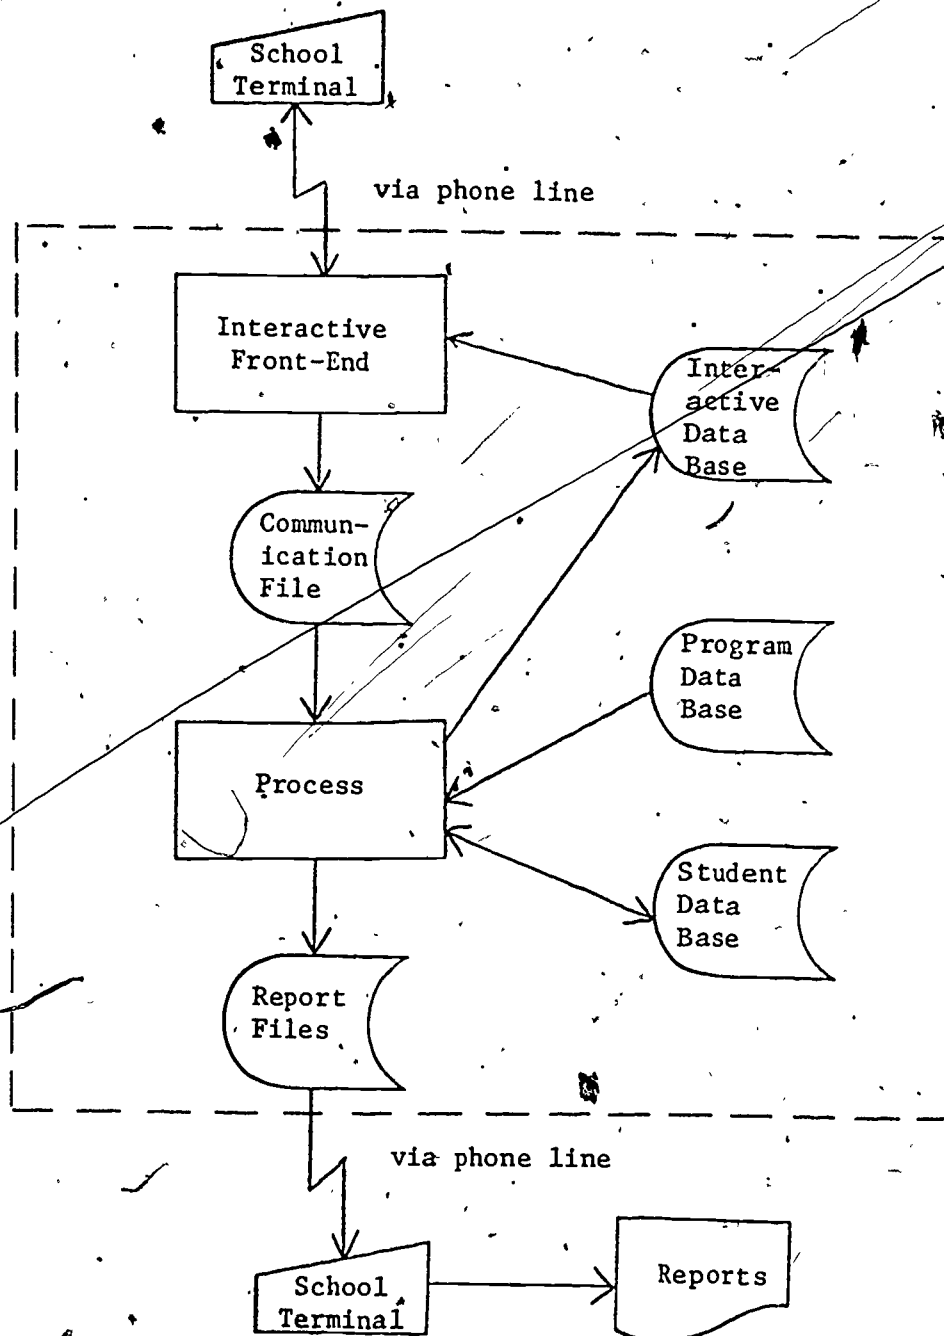 School
Terminal
via phone line
Interactive
Front-End
Inter-
active
Data
Base
Commun-
ication
File
Program
Data
Base
Process
Student
Data
Base
Report
Files
via phone line
School
Terminal
Reports